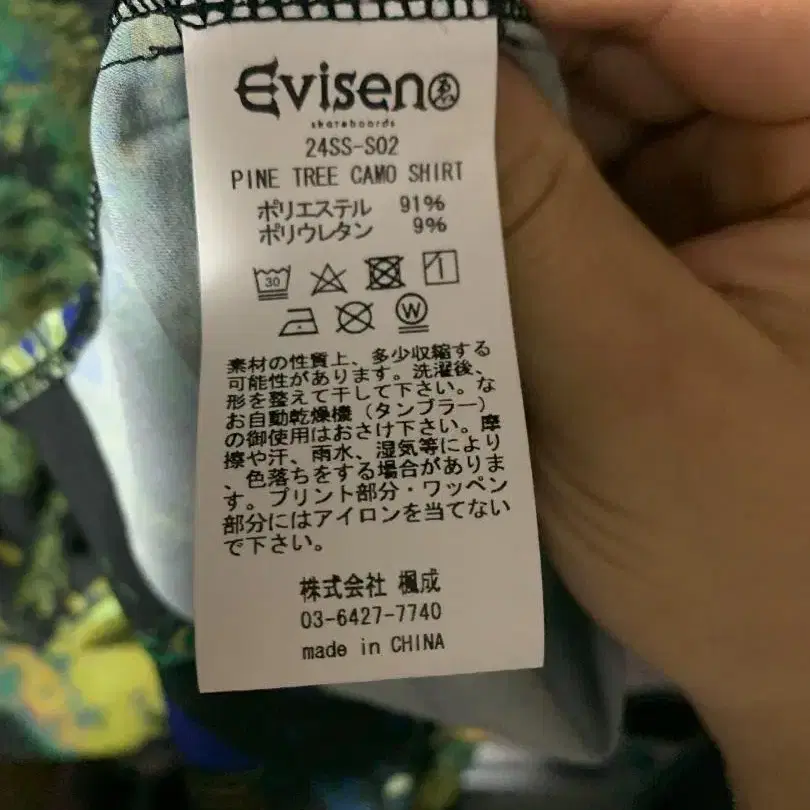 Evisen
skateboards
24SS-S02
PINE TREE CAMO SHIRT
ポリエステル 91%
ポリウレタン 9%
30
W
素材の性質上、多少収縮する
可能性があります。洗濯後、
形を整えて干して下さい。な
お自動乾燥機（タンブラー）
の御使用はおさけ下さい。摩
擦や汗、雨水、湿気等により
、色落ちをする場合がありま
す。プリント部分・ワッペン
部分にはアイロンを当てない
で下さい。
株式会社 楓成
03-6427-7740
made in CHINA